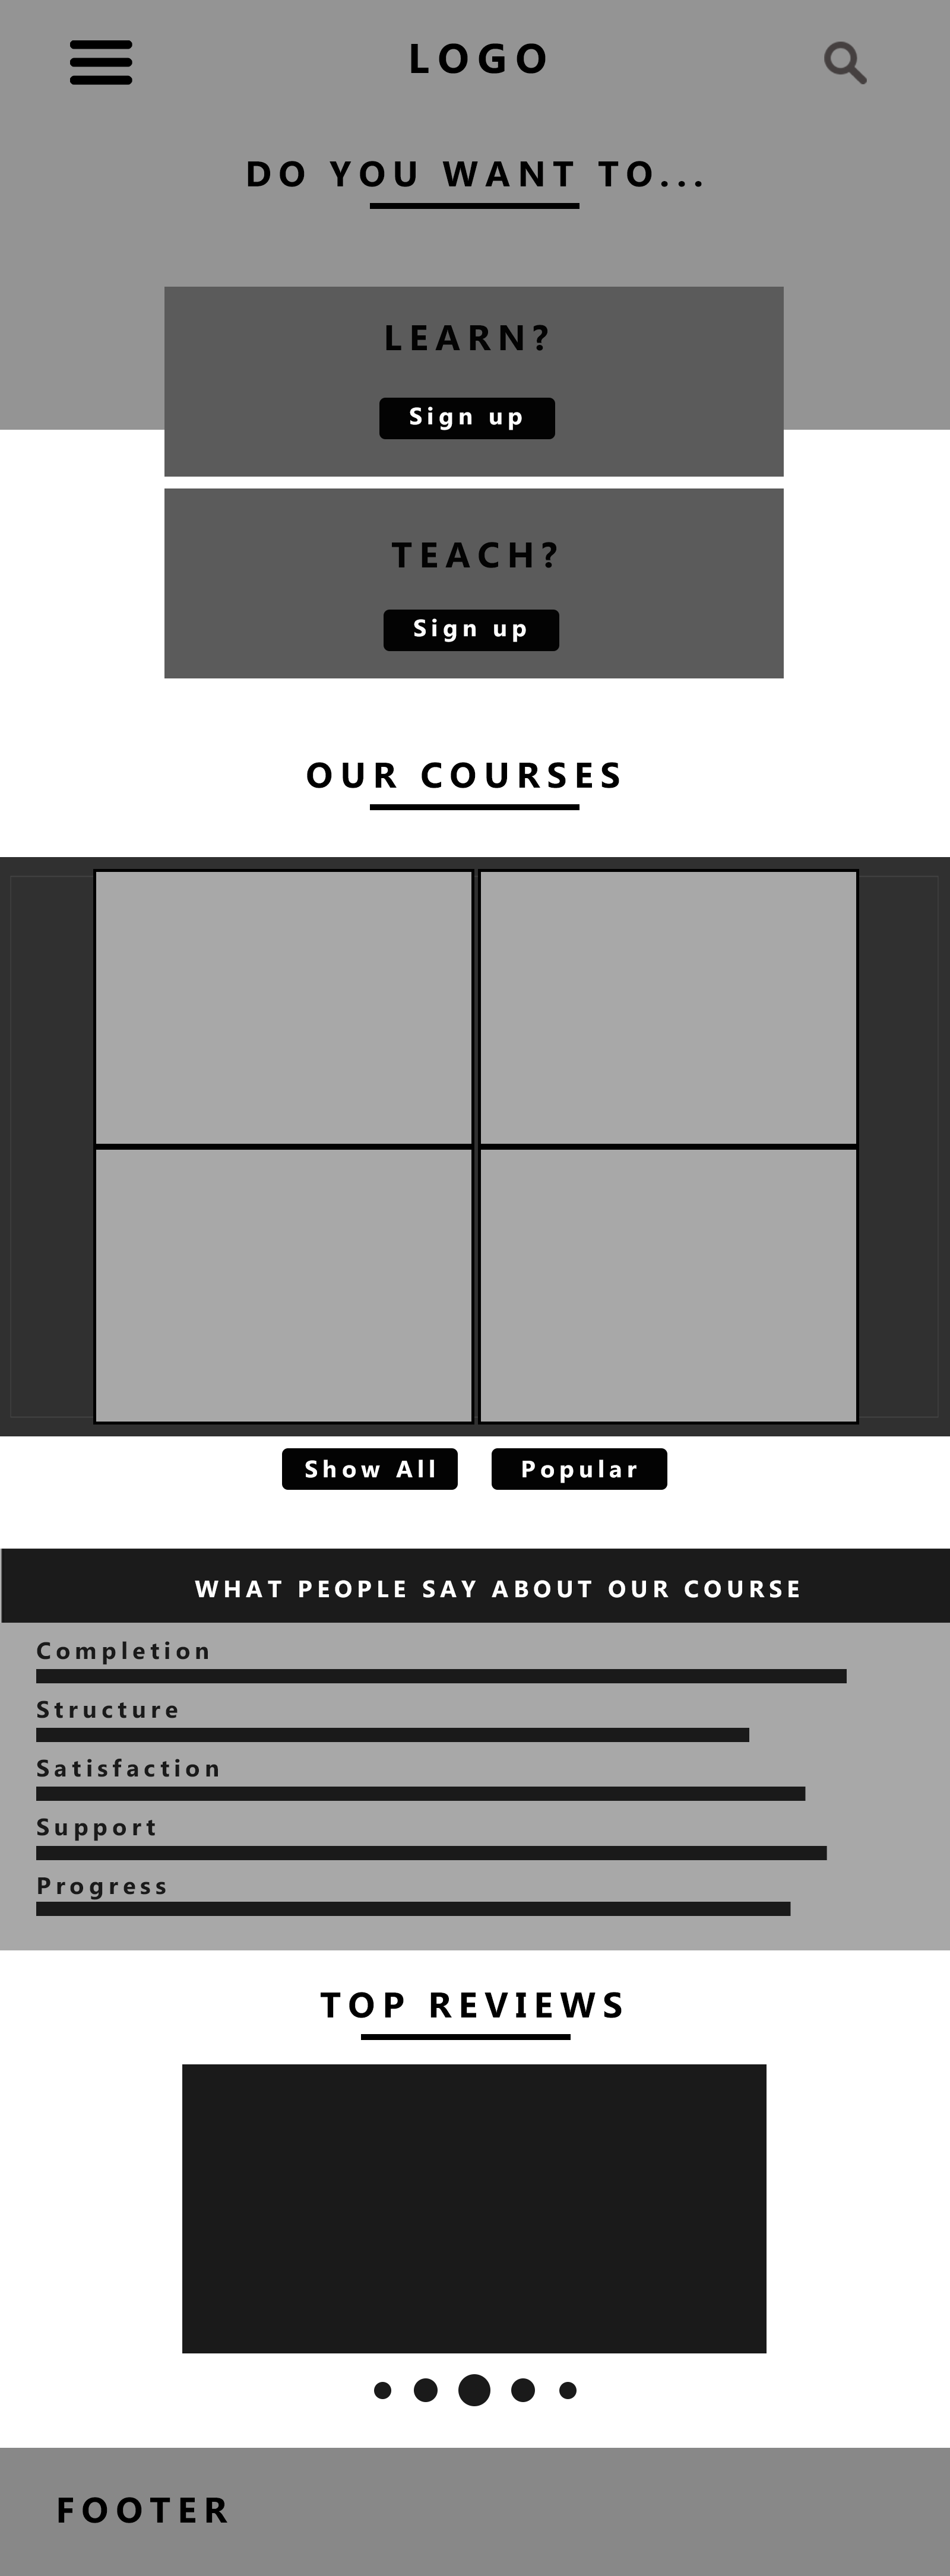 LOGO
DO YOU WANT TO...
LEARN?
Sign up
TEACH?
Sign up
OUR COURSES
Show All
Popular
WHAT PEOPLE SAY ABOUT OUR COURSE
Completion
Structure
Satisfaction
Support
Progress
TOP REVIEWS
FOOTER